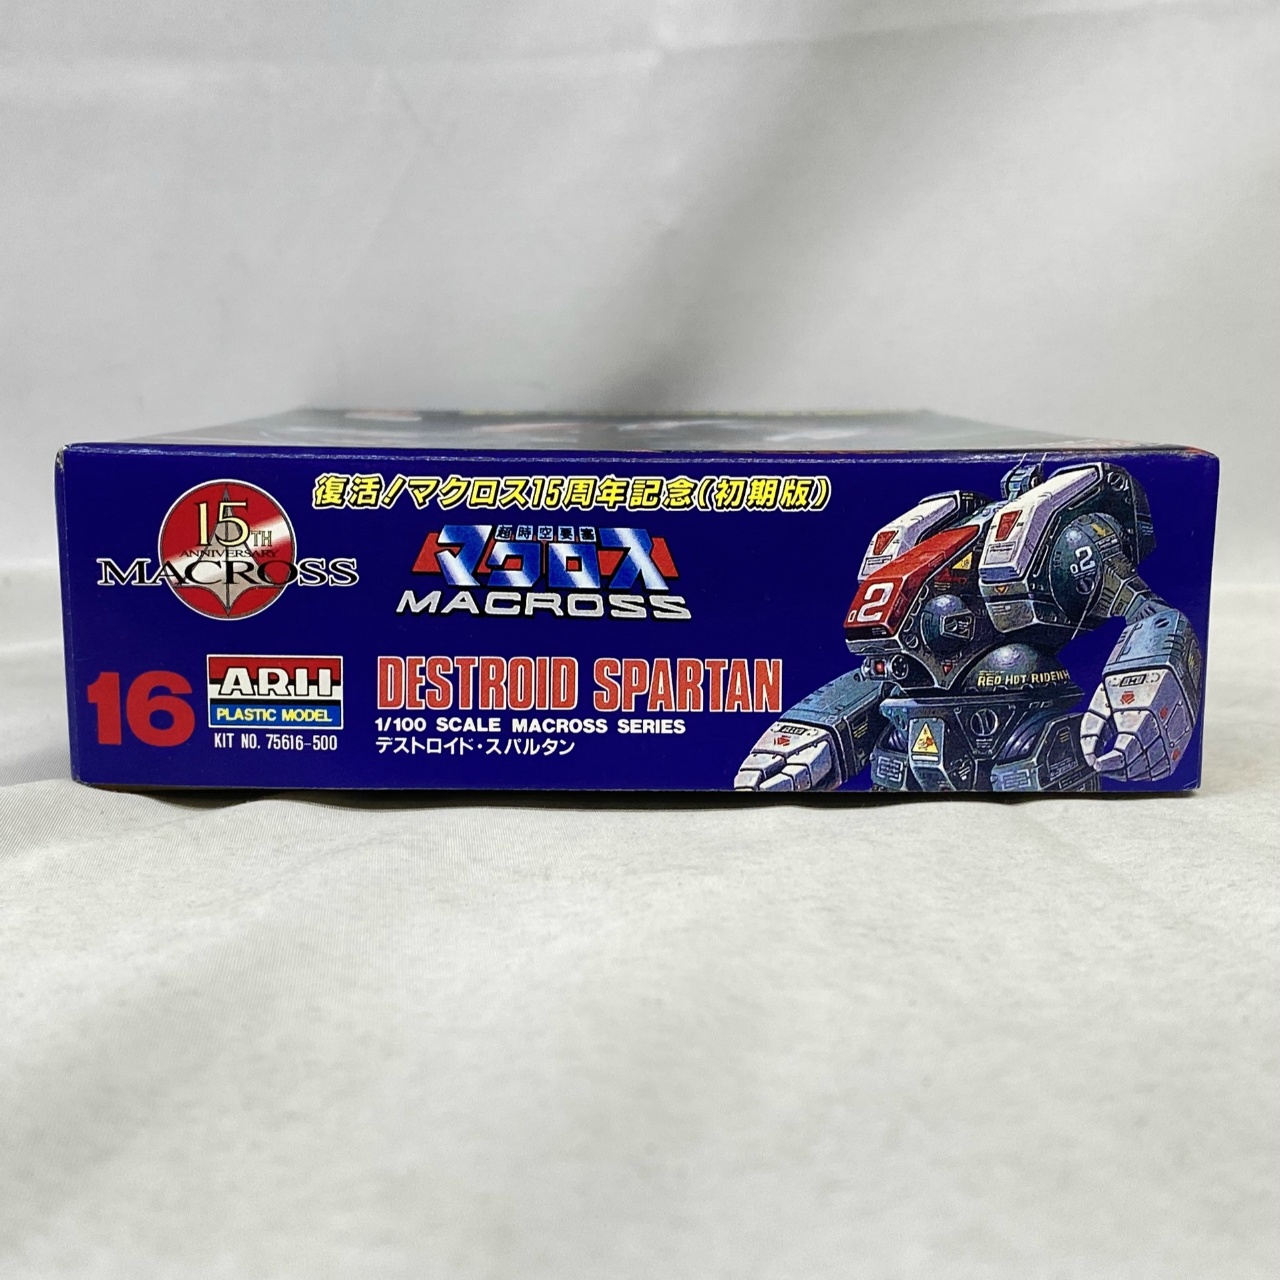 復活!マクロス15周年記念(初期版)
15TH
ANNIVERSARY
MACROSS
超時空要塞
マクロス
MACROSS
16
ARII
PLASTIC MODEL
KIT NO. 75616-500
DESTROID SPARTAN
1/100 SCALE MACROSS SERIES
デストロイド・スパルタン
2
2
RED HOT RIDENH